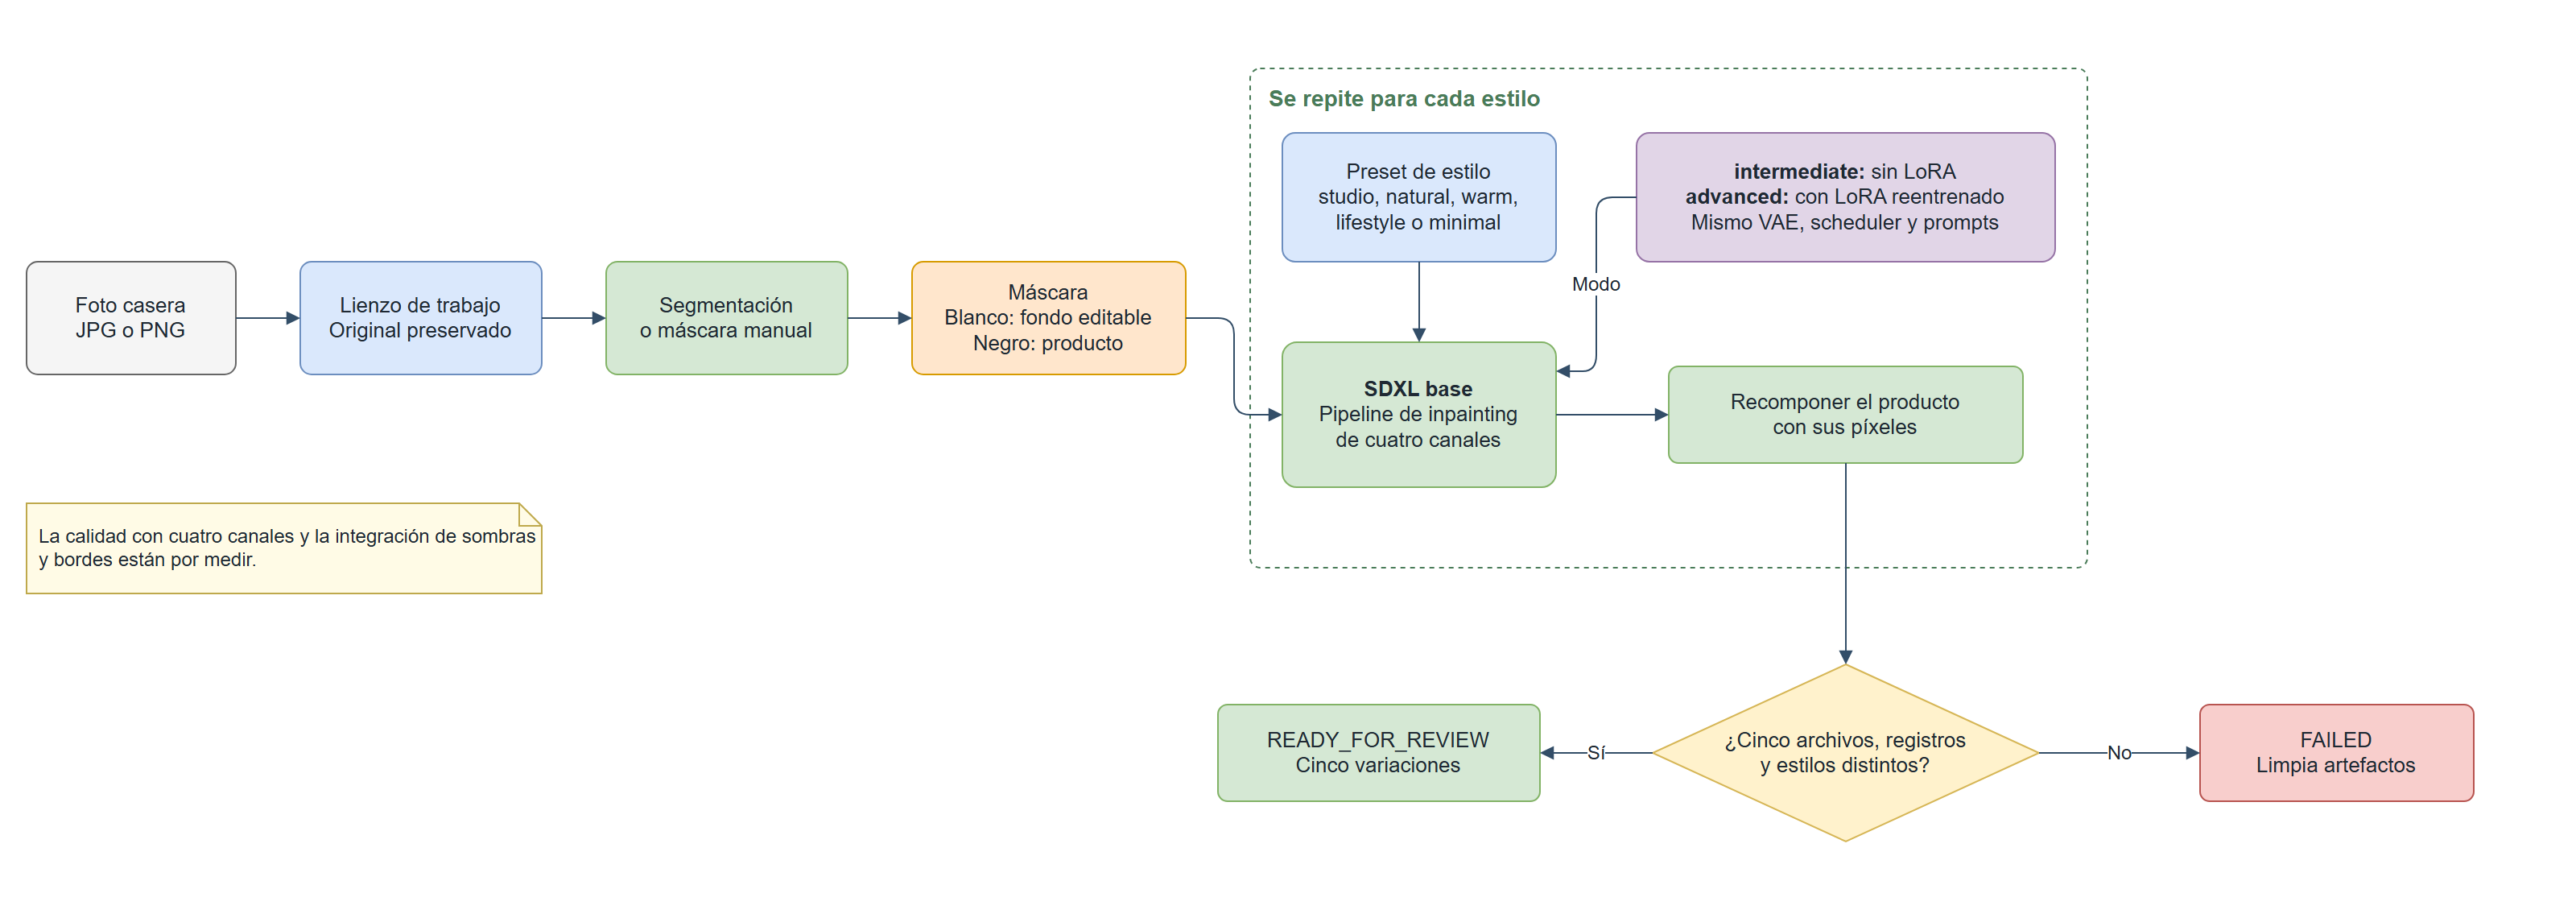 Se repite para cada estilo
Preset de estilo
studio, natural, warm,
lifestyle o minimal
intermediate: sin LoRA
advanced: con LoRA reentrenado
Mismo VAE, scheduler y prompts
Modo
Foto casera
JPG o PNG
Lienzo de trabajo
Original preservado
Segmentación
o máscara manual
Máscara
Blanco: fondo editable
Negro: producto
SDXL base
Pipeline de inpainting
de cuatro canales
Recomponer el producto
con sus píxeles
La calidad con cuatro canales y la integración de sombras
y bordes están por medir.
READY_FOR_REVIEW
Cinco variaciones
Sí
¿Cinco archivos, registros
y estilos distintos?
No
FAILED
Limpia artefactos